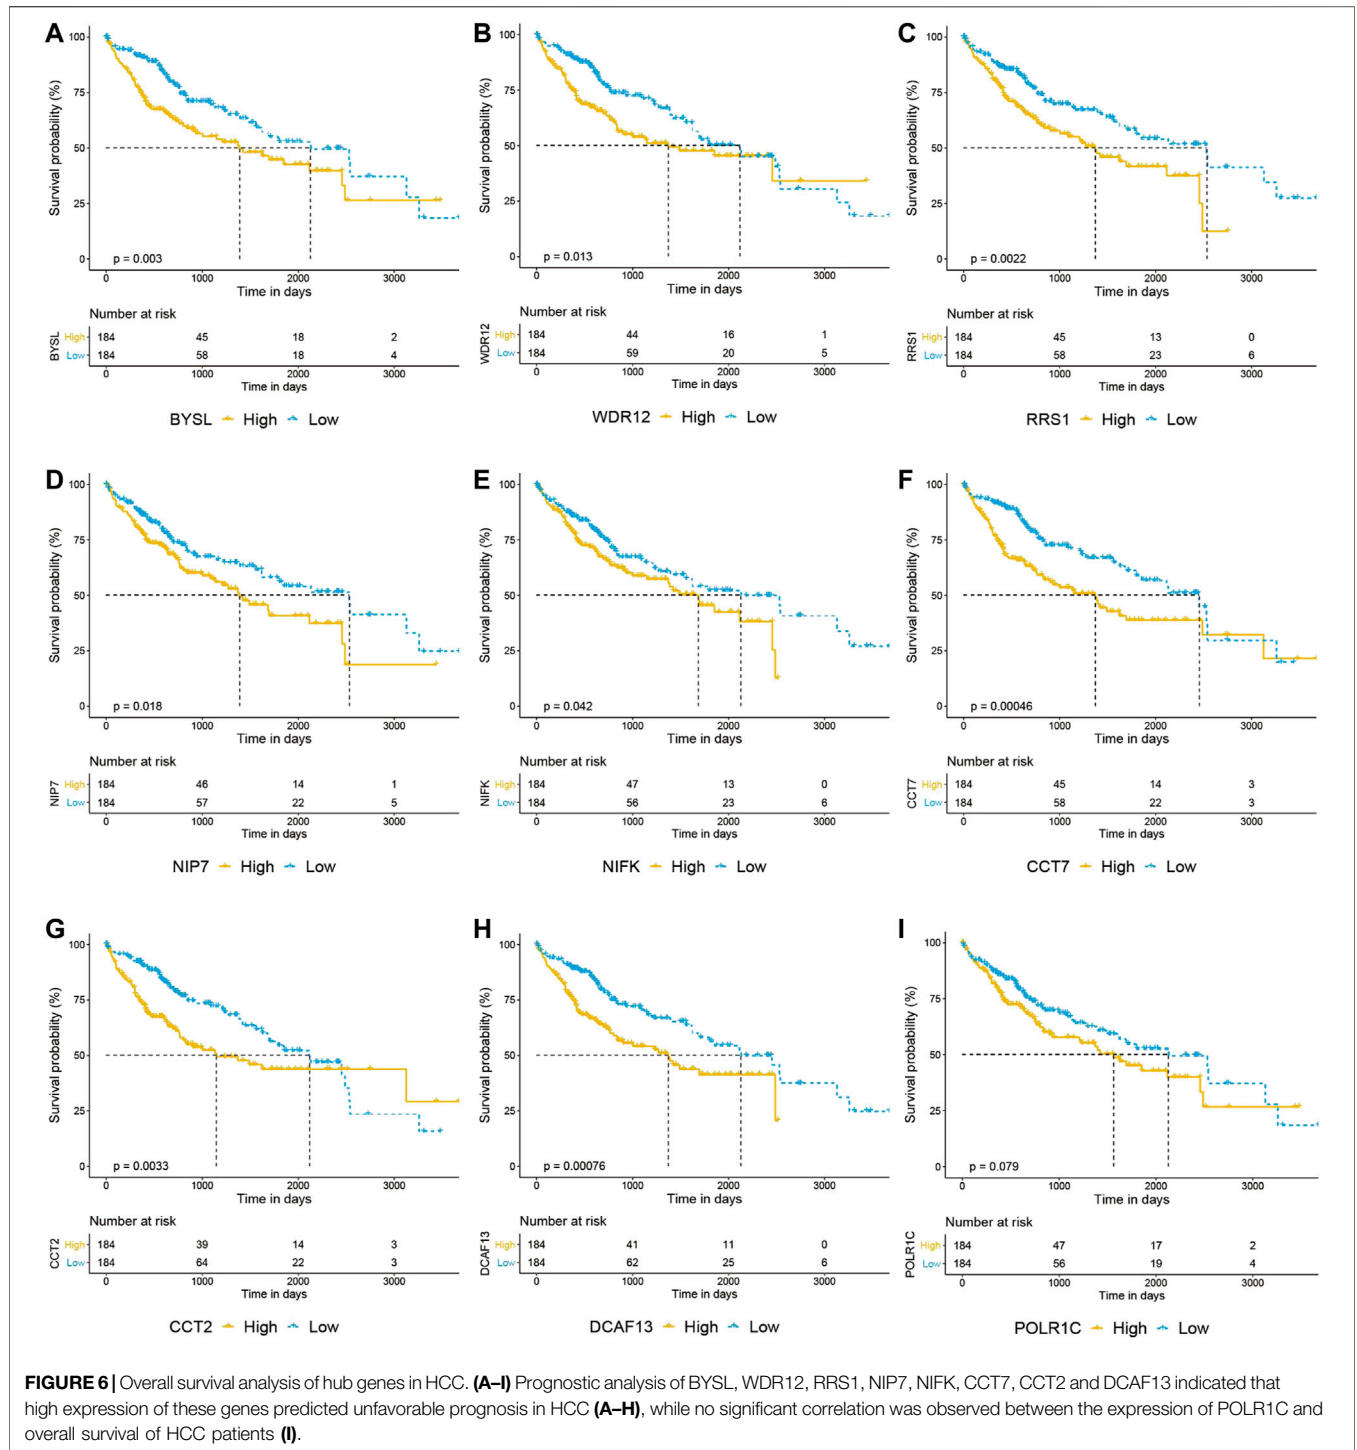 A
Survival probability (%)
100
75
50
25
0
p = 0.003
0 1000 2000 3000
Time in days
Number at risk
BYSL
High 184 45 18 2
Low 184 58 18 4
0 1000 2000 3000
Time in days
BYSL High Low
B
Survival probability (%)
100
75
50
25
0
p = 0.013
0 1000 2000 3000
Time in days
Number at risk
WDR12
High 184 44 16 1
Low 184 59 20 5
0 1000 2000 3000
Time in days
WDR12 High Low
C
Survival probability (%)
100
75
50
25
0
p = 0.0022
0 1000 2000 3000
Time in days
Number at risk
RRS1
High 184 45 13 0
Low 184 58 23 6
0 1000 2000 3000
Time in days
RRS1 High Low
D
Survival probability (%)
100
75
50
25
0
p = 0.018
0 1000 2000 3000
Time in days
Number at risk
NIP7
High 184 46 14 1
Low 184 57 22 5
0 1000 2000 3000
Time in days
NIP7 High Low
E
Survival probability (%)
100
75
50
25
0
p = 0.042
0 1000 2000 3000
Time in days
Number at risk
NIFK
High 184 47 13 0
Low 184 56 23 6
0 1000 2000 3000
Time in days
NIFK High Low
F
Survival probability (%)
100
75
50
25
0
p = 0.00046
0 1000 2000 3000
Time in days
Number at risk
CCT7
High 184 45 14 3
Low 184 58 22 3
0 1000 2000 3000
Time in days
CCT7 High Low
G
Survival probability (%)
100
75
50
25
0
p = 0.0033
0 1000 2000 3000
Time in days
Number at risk
CCT2
High 184 39 14 3
Low 184 64 22 3
0 1000 2000 3000
Time in days
CCT2 High Low
H
Survival probability (%)
100
75
50
25
0
p = 0.00076
0 1000 2000 3000
Time in days
Number at risk
DCAF13
High 184 41 11 0
Low 184 62 25 6
0 1000 2000 3000
Time in days
DCAF13 High Low
I
Survival probability (%)
100
75
50
25
0
p = 0.079
0 1000 2000 3000
Time in days
Number at risk
POLR1C
High 184 47 17 2
Low 184 56 19 4
0 1000 2000 3000
Time in days
POLR1C High Low
FIGURE 6 | Overall survival analysis of hub genes in HCC. (A–I) Prognostic analysis of BYSL, WDR12, RRS1, NIP7, NIFK, CCT7, CCT2 and DCAF13 indicated that
high expression of these genes predicted unfavorable prognosis in HCC (A–H), while no significant correlation was observed between the expression of POLR1C and
overall survival of HCC patients (I).